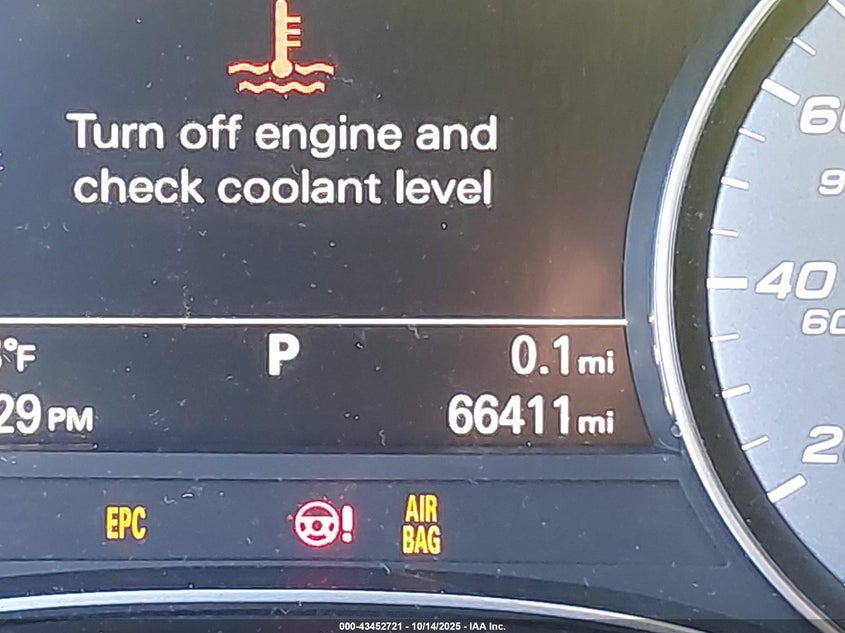 Turn off engine and
check coolant level
°F P 0.1 mi
29 PM 66411 mi
EPC ! AIR BAG
60
40
60
000-43452721 - 10/14/2025 - IAA Inc.